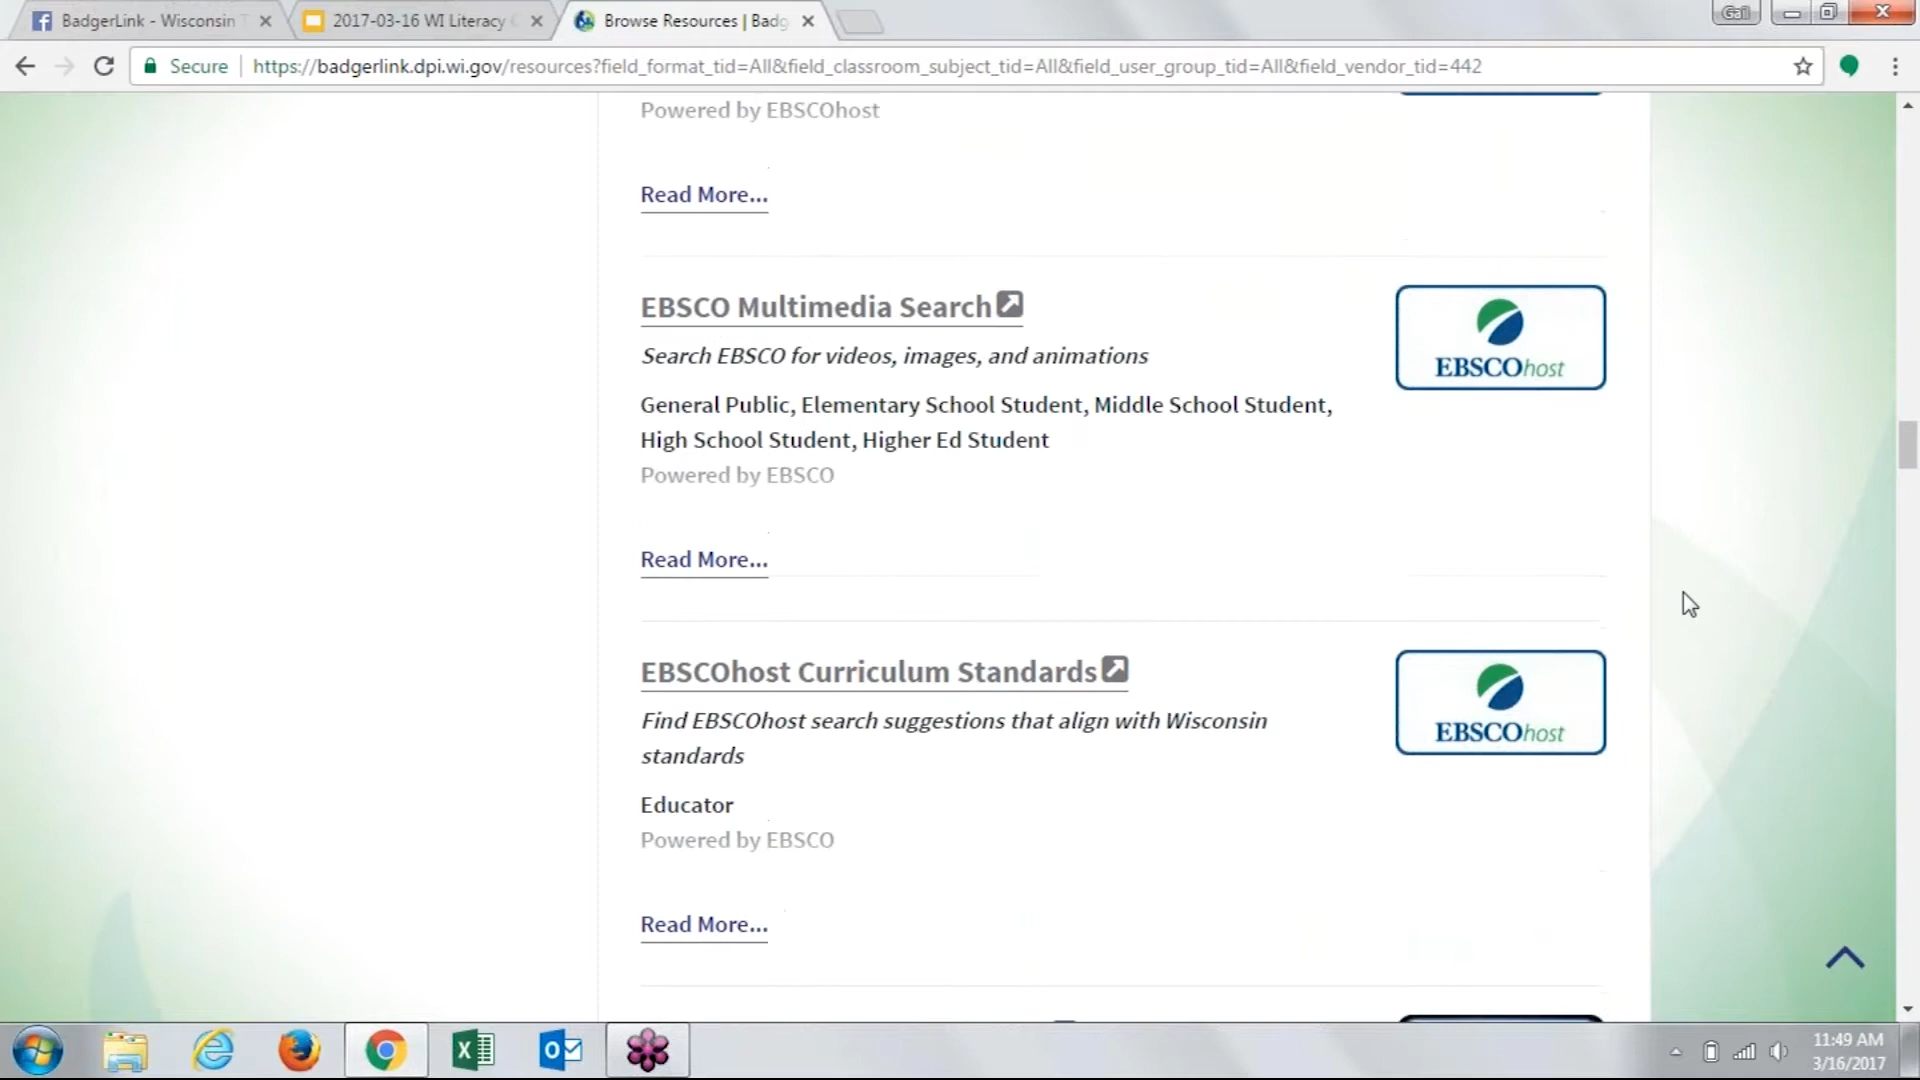 BadgerLink - Wisconsin T
2017-03-16 WI Literacy
Browse Resources | Badg
Gail
Secure
https://badgerlink.dpi.wi.gov/resources?field_format_tid=All&field_classroom_subject_tid=All&field_user_group_tid=All&field_vendor_tid=442
Powered by EBSCOhost
Read More...
EBSCO Multimedia Search
EBSCOhost
Search EBSCO for videos, images, and animations
General Public, Elementary School Student, Middle School Student,
High School Student, Higher Ed Student
Powered by EBSCO
Read More...
EBSCOhost Curriculum Standards
EBSCOhost
Find EBSCOhost search suggestions that align with Wisconsin
standards
Educator
Powered by EBSCO
Read More...
11:49 AM
3/16/2017